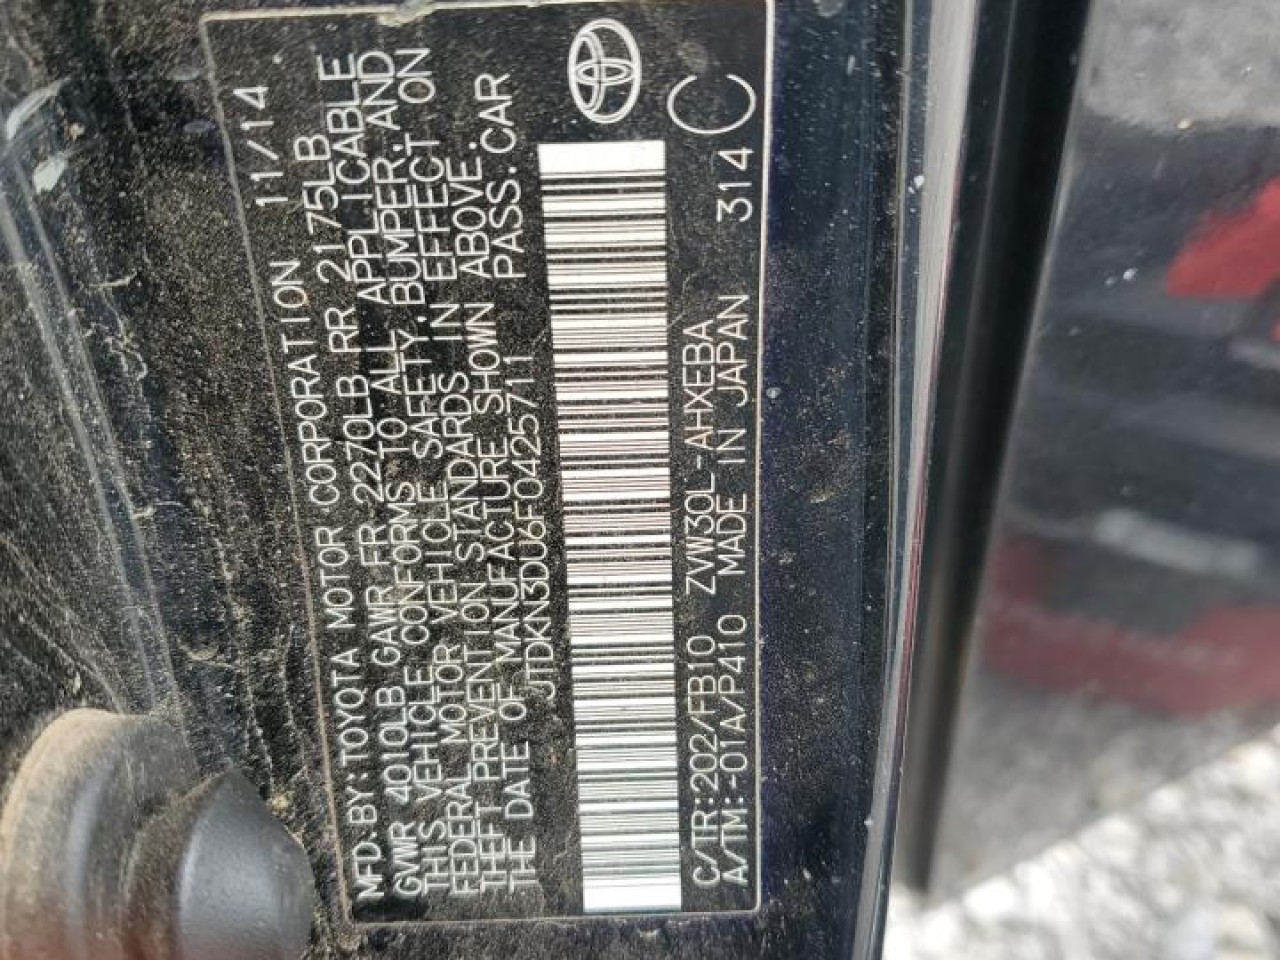 MFD.BY:TOYOTA MOTOR CORPORATION 11/14
GVWR 4010LB GAWR FR 2270LB RR 2175LB
THIS VEHICLE CONFORMS TO ALL APPLICABLE
FEDERAL MOTOR VEHICLE SAFETY,BUMPER,AND
THEFT PREVENTION STANDARDS IN EFFECT ON
THE DATE OF MANUFACTURE SHOWN ABOVE.
JTDKN3DU6F0425711 PASS.CAR
C/TR:202/FB10 ZVW30L-AHXEBA
A/TM:-01A/P410 MADE IN JAPAN 314 C